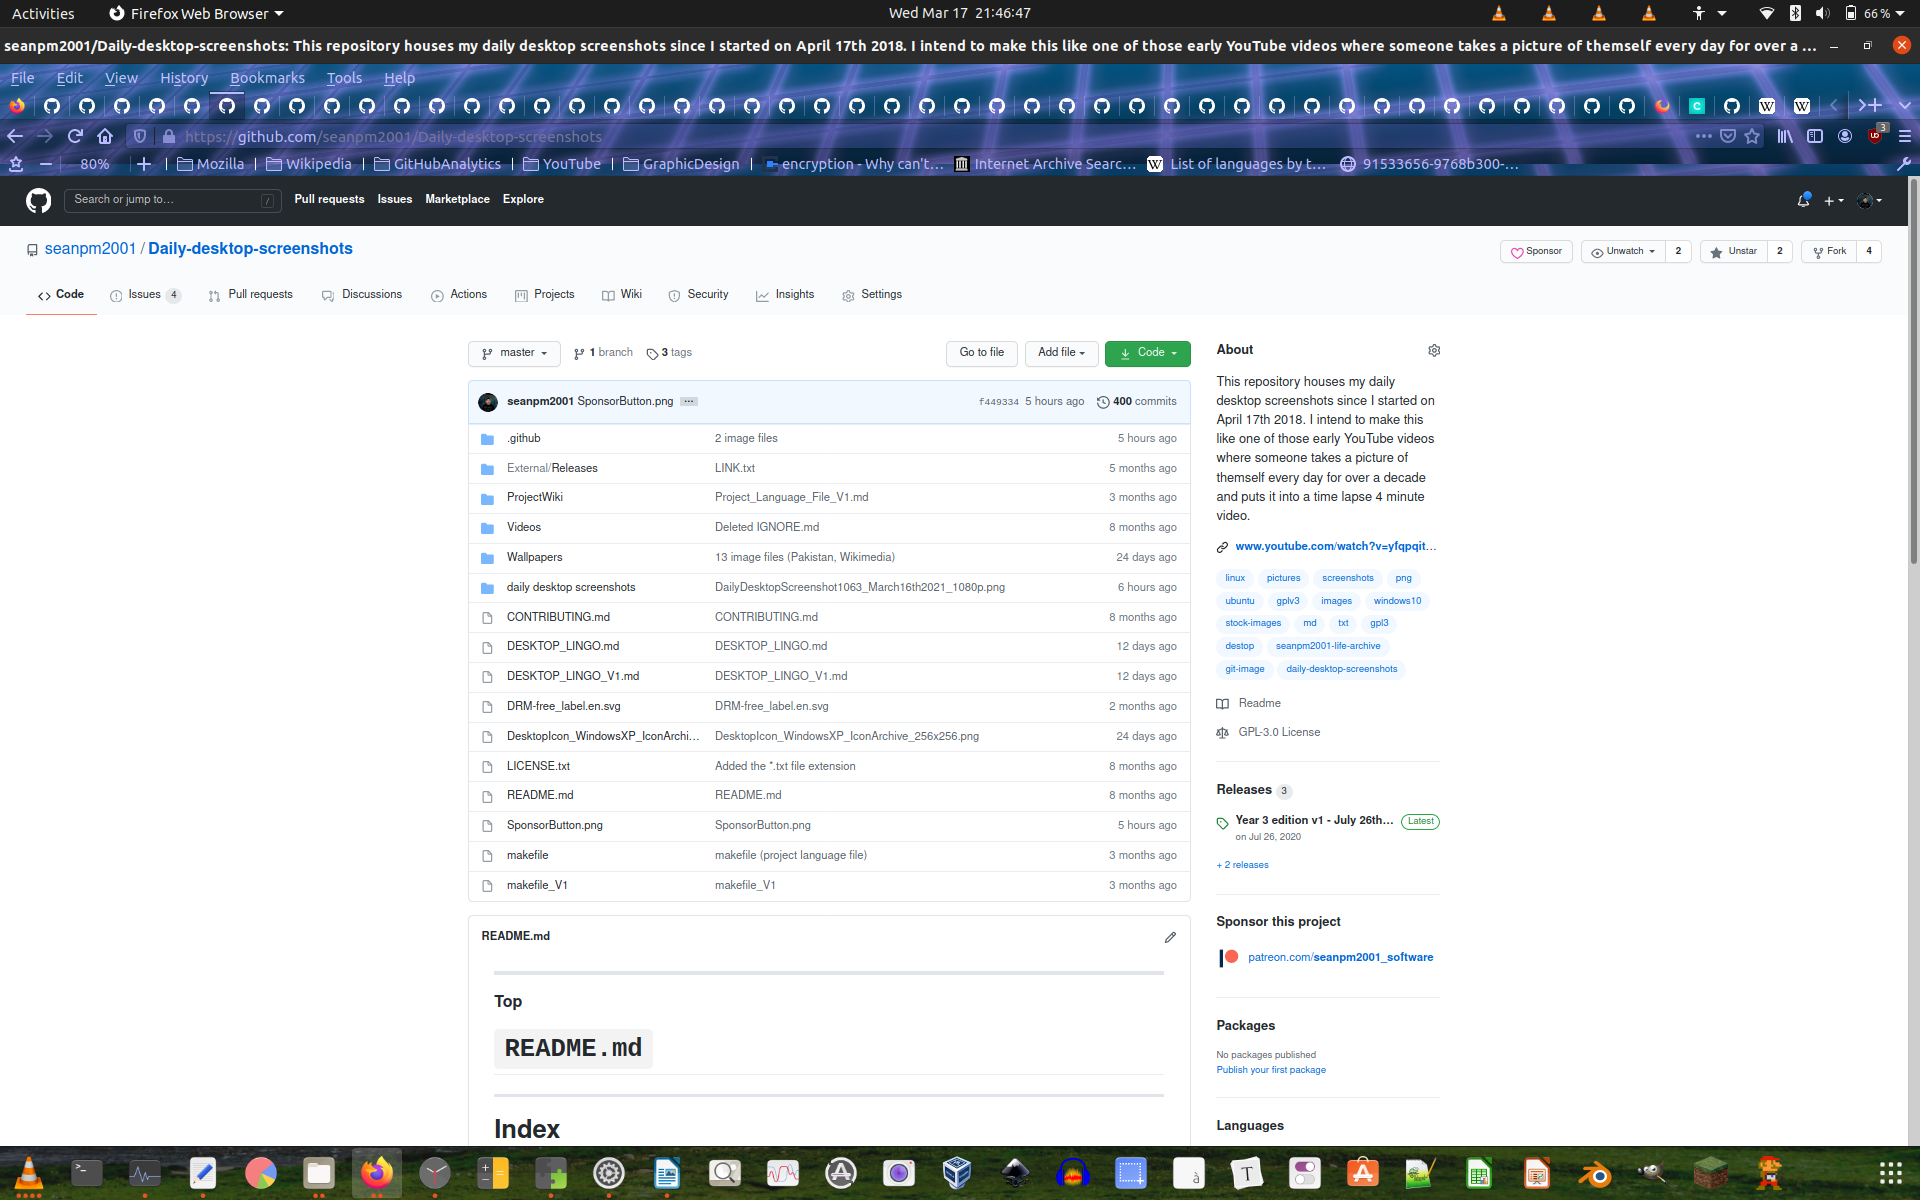 Activities Firefox Web Browser Wed Mar 17 21:46:47 66 %
seanpm2001/Daily-desktop-screenshots: This repository houses my daily desktop screenshots since I started on April 17th 2018. I intend to make this like one of those early YouTube videos where someone takes a picture of themself every day for over a ...
File Edit View History Bookmarks Tools Help
https://github.com/seanpm2001/Daily-desktop-screenshots 3
80% Mozilla Wikipedia GitHubAnalytics YouTube GraphicDesign encryption - Why can't... Internet Archive Searc... List of languages by t... 91533656-9768b300-...
Search or jump to... / Pull requests Issues Marketplace Explore
seanpm2001 / Daily-desktop-screenshots Sponsor Unwatch 2 Unstar 2 Fork 4
Code Issues 4 Pull requests Discussions Actions Projects Wiki Security Insights Settings
master 1 branch 3 tags Go to file Add file Code
seanpm2001 SponsorButton.png ... f449334 5 hours ago 400 commits
.github 2 image files 5 hours ago
External/Releases LINK.txt 5 months ago
ProjectWiki Project_Language_File_V1.md 3 months ago
Videos Deleted IGNORE.md 8 months ago
Wallpapers 13 image files (Pakistan, Wikimedia) 24 days ago
daily desktop screenshots DailyDesktopScreenshot1063_March16th2021_1080p.png 6 hours ago
CONTRIBUTING.md CONTRIBUTING.md 8 months ago
DESKTOP_LINGO.md DESKTOP_LINGO.md 12 days ago
DESKTOP_LINGO_V1.md DESKTOP_LINGO_V1.md 12 days ago
DRM-free_label.en.svg DRM-free_label.en.svg 2 months ago
DesktopIcon_WindowsXP_IconArchi... DesktopIcon_WindowsXP_IconArchive_256x256.png 24 days ago
LICENSE.txt Added the *.txt file extension 8 months ago
README.md README.md 8 months ago
SponsorButton.png SponsorButton.png 5 hours ago
makefile makefile (project language file) 3 months ago
makefile_V1 makefile_V1 3 months ago
README.md
Top
README.md
Index
About
This repository houses my daily
desktop screenshots since I started on
April 17th 2018. I intend to make this
like one of those early YouTube videos
where someone takes a picture of
themself every day for over a decade
and puts it into a time lapse 4 minute
video.
www.youtube.com/watch?v=yfqpqit...
linux pictures screenshots png
ubuntu gplv3 images windows10
stock-images md txt gpl3
destop seanpm2001-life-archive
git-image daily-desktop-screenshots
Readme
GPL-3.0 License
Releases 3
Year 3 edition v1 - July 26th... Latest
on Jul 26, 2020
+ 2 releases
Sponsor this project
patreon.com/seanpm2001_software
Packages
No packages published
Publish your first package
Languages